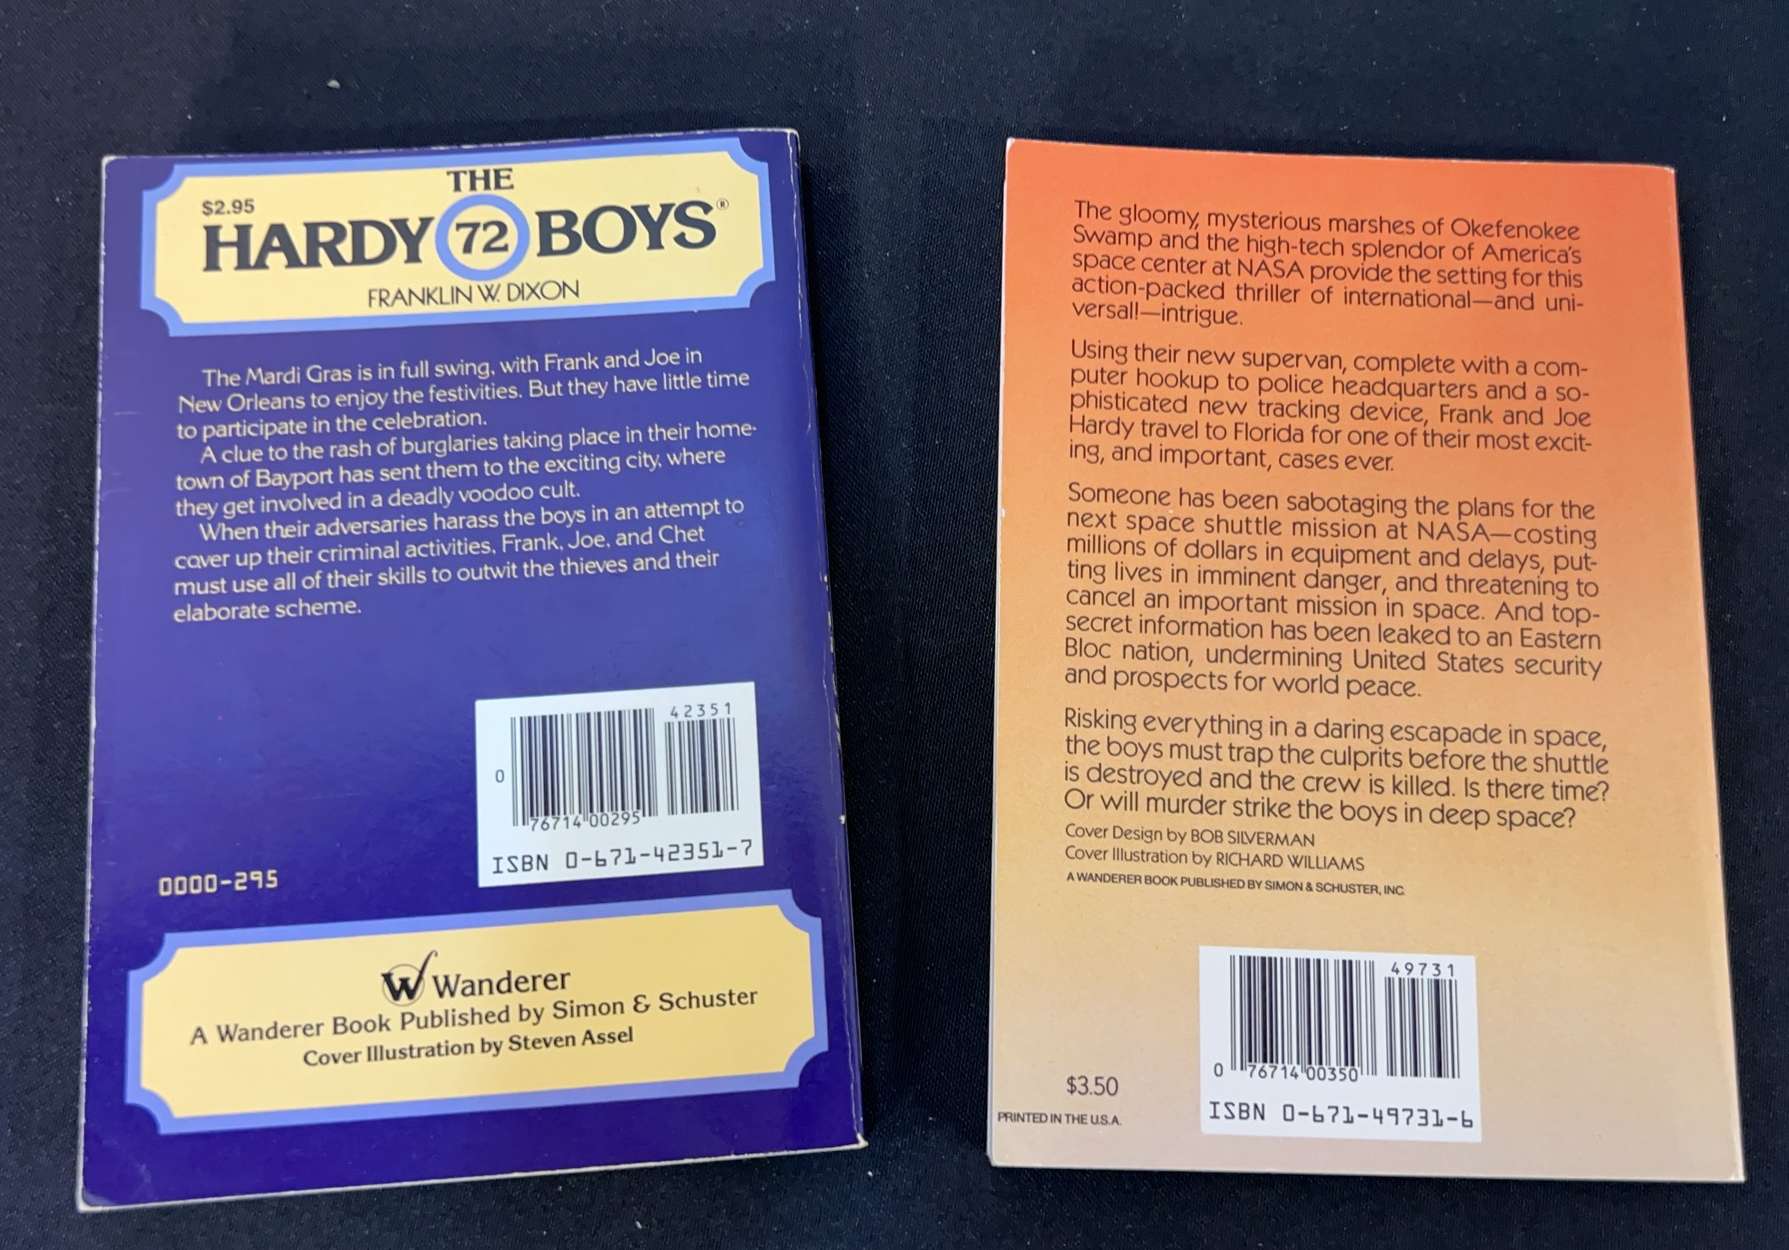 THE
$2.95
HARDY 72 BOYS®
FRANKLIN W. DIXON
The Mardi Gras is in full swing, with Frank and Joe in
New Orleans to enjoy the festivities. But they have little time
to participate in the celebration.
A clue to the rash of burglaries taking place in their home-
town of Bayport has sent them to the exciting city, where
they get involved in a deadly voodoo cult.
When their adversaries harass the boys in an attempt to
cover up their criminal activities, Frank, Joe, and Chet
must use all of their skills to outwit the thieves and their
elaborate scheme.
42351
0
76714 00295
ISBN 0-671-42351-7
0000-295
W Wanderer
A Wanderer Book Published by Simon & Schuster
Cover Illustration by Steven Assel
The gloomy, mysterious marshes of Okefenokee
Swamp and the high-tech splendor of America's
space center at NASA provide the setting for this
action-packed thriller of international—and uni-
versal!—intrigue.
Using their new supervan, complete with a com-
puter hookup to police headquarters and a so-
phisticated new tracking device, Frank and Joe
Hardy travel to Florida for one of their most excit-
ing, and important, cases ever.
Someone has been sabotaging the plans for the
next space shuttle mission at NASA—costing
millions of dollars in equipment and delays, put-
ting lives in imminent danger, and threatening to
cancel an important mission in space. And top-
secret information has been leaked to an Eastern
Bloc nation, undermining United States security
and prospects for world peace.
Risking everything in a daring escapade in space,
the boys must trap the culprits before the shuttle
is destroyed and the crew is killed. Is there time?
Or will murder strike the boys in deep space?
Cover Design by BOB SILVERMAN
Cover Illustration by RICHARD WILLIAMS
A WANDERER BOOK PUBLISHED BY SIMON & SCHUSTER, INC.
49731
0 76714 00350
$3.50
ISBN 0-671-49731-6
PRINTED IN THE U.S.A.